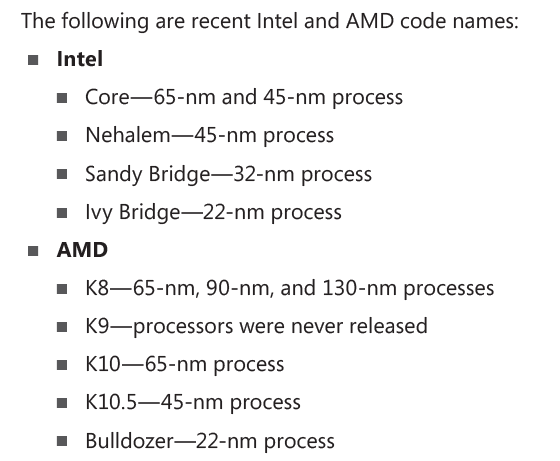 The following are recent Intel and AMD code names:
■ Intel
■ Core—65-nm and 45-nm process
■ Nehalem—45-nm process
■ Sandy Bridge—32-nm process
■ Ivy Bridge—22-nm process
■ AMD
■ K8—65-nm, 90-nm, and 130-nm processes
■ K9—processors were never released
■ K10—65-nm process
■ K10.5—45-nm process
■ Bulldozer—22-nm process